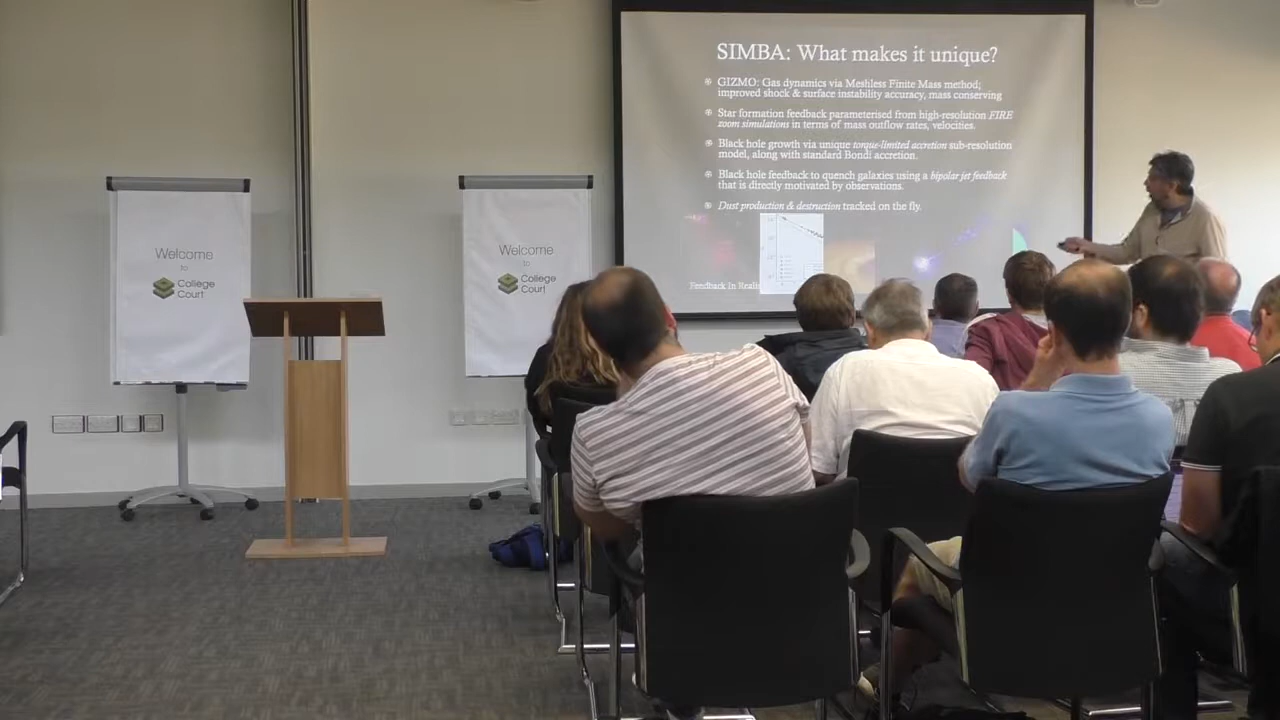 SIMBA: What makes it unique?
GIZMO: Gas dynamics via Meshless Finite Mass method;
improved shock & surface instability accuracy, mass conserving
Star formation feedback parameterised from high-resolution FIRE
zoom simulations in terms of mass outflow rates, velocities.
Black hole growth via unique torque-limited accretion sub-resolution
model, along with standard Bondi accretion.
Black hole feedback to quench galaxies using a bipolar jet feedback
that is directly motivated by observations.
Dust production & destruction tracked on the fly.
Feedback In
Welcome
to
College
Court
Welcome
to
College
Court